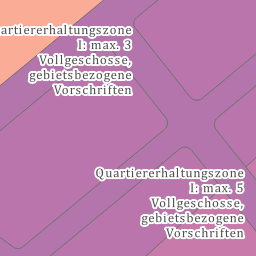 artiererhaltungszone
I: max. 3
Vollgeschosse,
gebietsbezogene
Vorschriften
Quartiererhaltungszone
I: max. 5
Vollgeschosse,
gebietsbezogene
Vorschriften